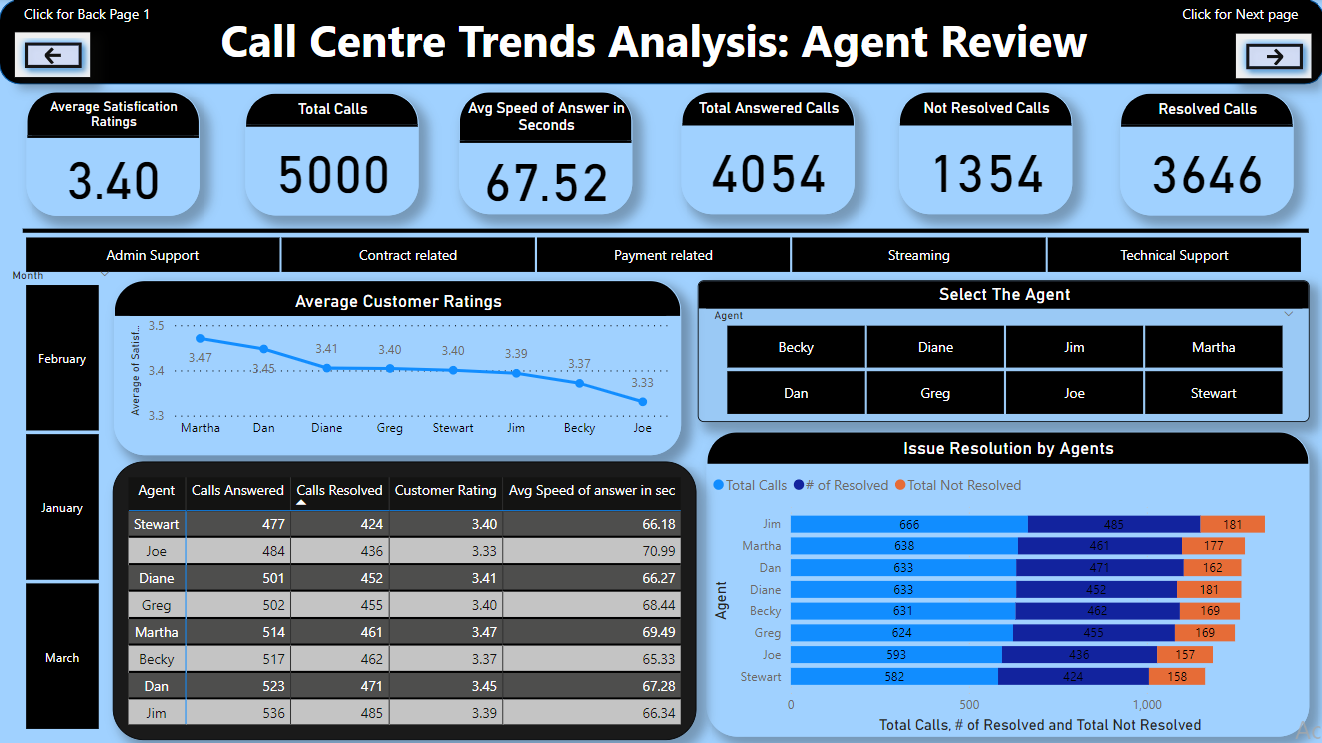 Click for Back Page 1
Click for Next page
Call Centre Trends Analysis: Agent Review
Average Satisfication
Ratings
3.40
Total Calls
5000
Avg Speed of Answer in
Seconds
67.52
Total Answered Calls
4054
Not Resolved Calls
1354
Resolved Calls
3646
Admin Support
Contract related
Payment related
Streaming
Technical Support
Month
February
January
March
Average Customer Ratings
Average of Satisf...
3.5
3.4
3.3
3.47
3.45
3.41
3.40
3.40
3.39
3.37
3.33
Martha Dan Diane Greg Stewart Jim Becky Joe
Select The Agent
Agent
Becky Diane Jim Martha
Dan Greg Joe Stewart
Agent Calls Answered Calls Resolved Customer Rating Avg Speed of answer in sec
Stewart 477 424 3.40 66.18
Joe 484 436 3.33 70.99
Diane 501 452 3.41 66.27
Greg 502 455 3.40 68.44
Martha 514 461 3.47 69.49
Becky 517 462 3.37 65.33
Dan 523 471 3.45 67.28
Jim 536 485 3.39 66.34
Issue Resolution by Agents
Total Calls # of Resolved Total Not Resolved
Agent
Jim 666 485 181
Martha 638 461 177
Dan 633 471 162
Diane 633 452 181
Becky 631 462 169
Greg 624 455 169
Joe 593 436 157
Stewart 582 424 158
0 500 1,000
Total Calls, # of Resolved and Total Not Resolved